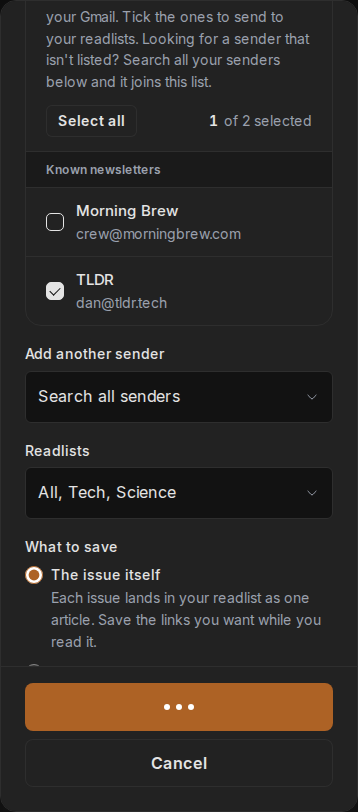 your Gmail. Tick the ones to send to
your readlists. Looking for a sender that
isn't listed? Search all your senders
below and it joins this list.
Select all
1 of 2 selected
Known newsletters
Morning Brew
crew@morningbrew.com
TLDR
dan@tldr.tech
Add another sender
Search all senders
Readlists
All, Tech, Science
What to save
The issue itself
Each issue lands in your readlist as one
article. Save the links you want while you
read it.
Cancel